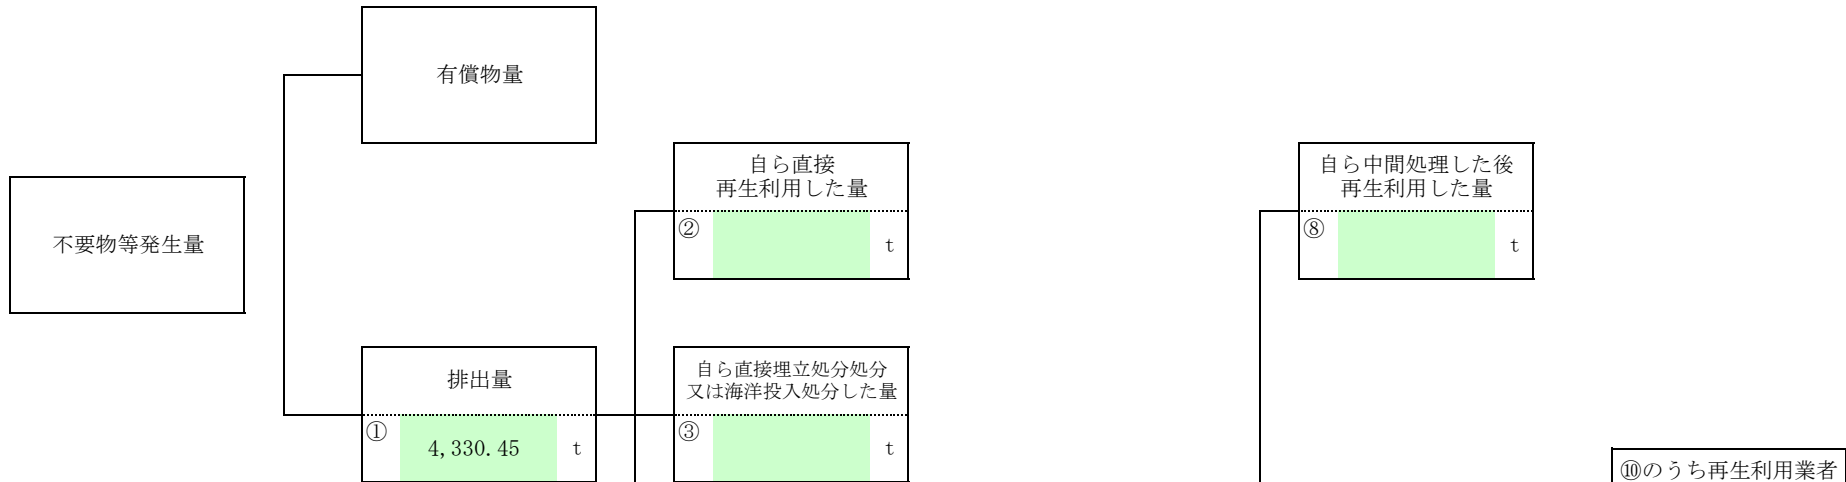 有償物量
自ら直接
再生利用した量
② t
自ら中間処理した後
再生利用した量
⑧ t
不要物等発生量
排出量
① 4,330.45 t
自ら直接埋立処分処分
又は海洋投入処分した量
③ t
⑩のうち再生利用業者